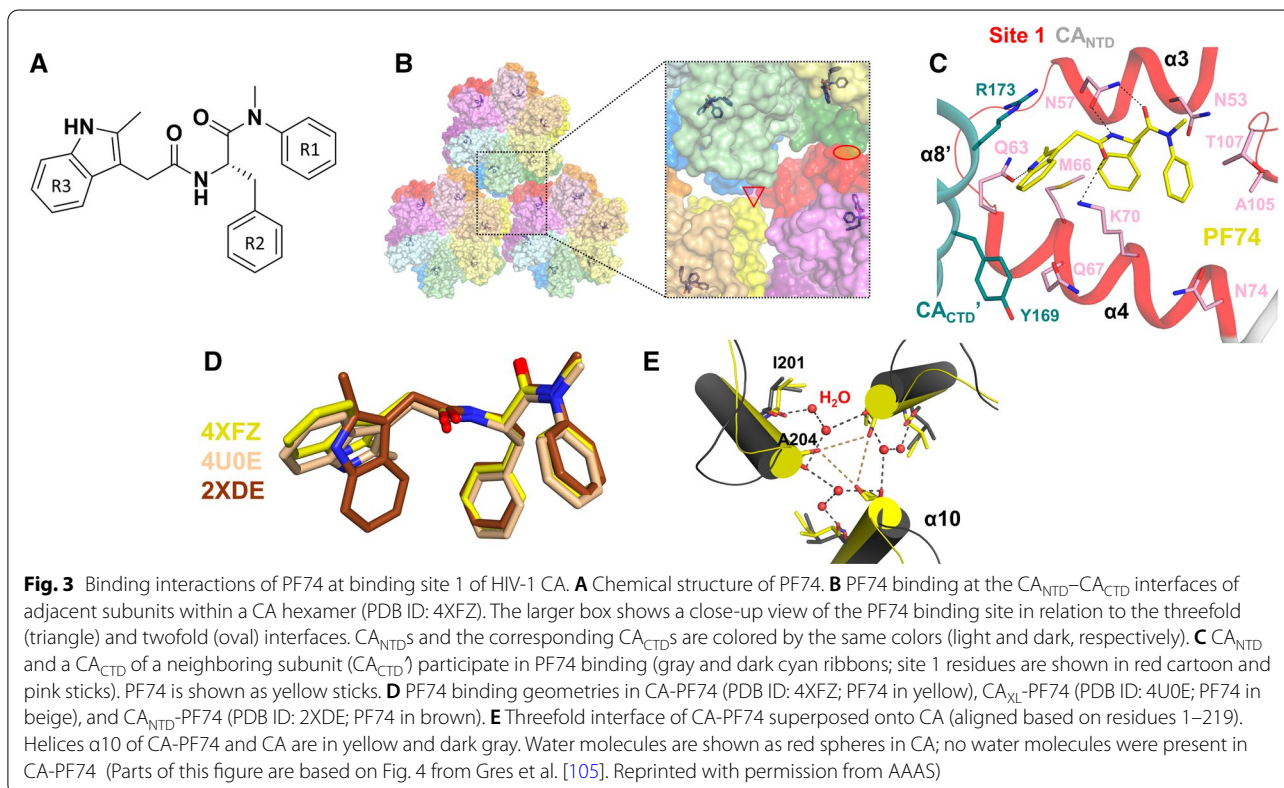 A
HN
O
O
N
N
H
R1
R2
R3
B
C
Site 1 CANTD
α3
R173
N57
N53
T107
α8'
Q63
M66
A105
K70
PF74
Q67
N74
CACTD'
Y169
α4
D
4XFZ
4U0E
2XDE
E
I201
H2O
A204
α10
Fig. 3 Binding interactions of PF74 at binding site 1 of HIV-1 CA. A Chemical structure of PF74. B PF74 binding at the CANTD–CACTD interfaces of
adjacent subunits within a CA hexamer (PDB ID: 4XFZ). The larger box shows a close-up view of the PF74 binding site in relation to the threefold
(triangle) and twofold (oval) interfaces. CANTDs and the corresponding CACTDs are colored by the same colors (light and dark, respectively). C CANTD
and a CACTD of a neighboring subunit (CACTD') participate in PF74 binding (gray and dark cyan ribbons; site 1 residues are shown in red cartoon and
pink sticks). PF74 is shown as yellow sticks. D PF74 binding geometries in CA-PF74 (PDB ID: 4XFZ; PF74 in yellow), CAXL-PF74 (PDB ID: 4U0E; PF74 in
beige), and CANTD-PF74 (PDB ID: 2XDE; PF74 in brown). E Threefold interface of CA-PF74 superposed onto CA (aligned based on residues 1–219).
Helices α10 of CA-PF74 and CA are in yellow and dark gray. Water molecules are shown as red spheres in CA; no water molecules were present in
CA-PF74 (Parts of this figure are based on Fig. 4 from Gres et al. [105]. Reprinted with permission from AAAS)